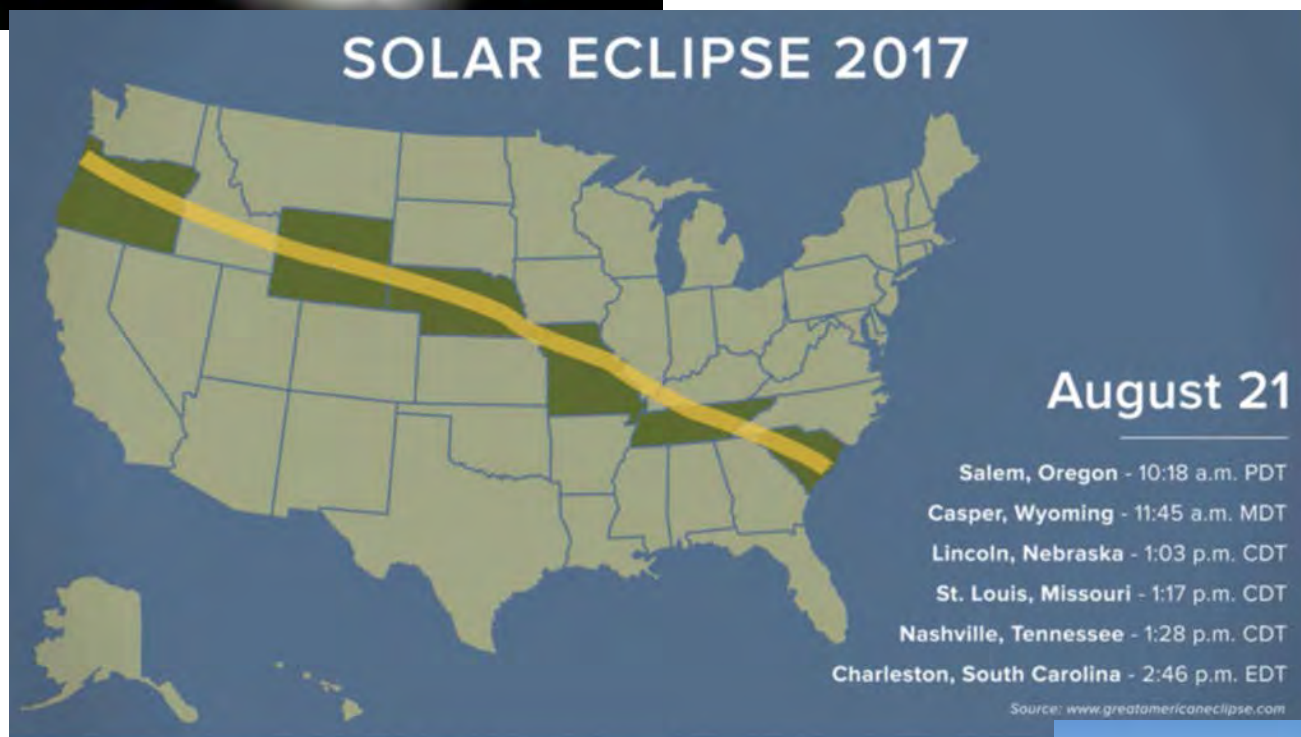 SOLAR ECLIPSE 2017
August 21
Salem, Oregon - 10:18 a.m. PDT
Casper, Wyoming - 11:45 a.m. MDT
Lincoln, Nebraska - 1:03 p.m. CDT
St. Louis, Missouri - 1:17 p.m. CDT
Nashville, Tennessee - 1:28 p.m. CDT
Charleston, South Carolina - 2:46 p.m. EDT
Source: www.greatamericaneclipse.com